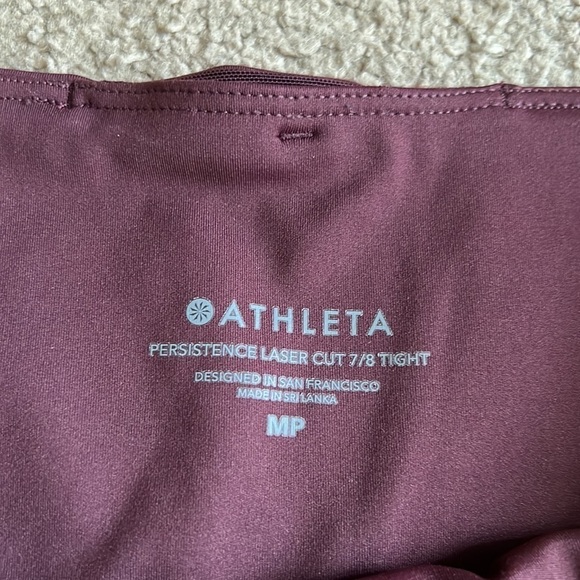 ATHLETA
PERSISTENCE LASER CUT 7/8 TIGHT
DESIGNED IN SAN FRANCISCO
MADE IN SRI LANKA
MP